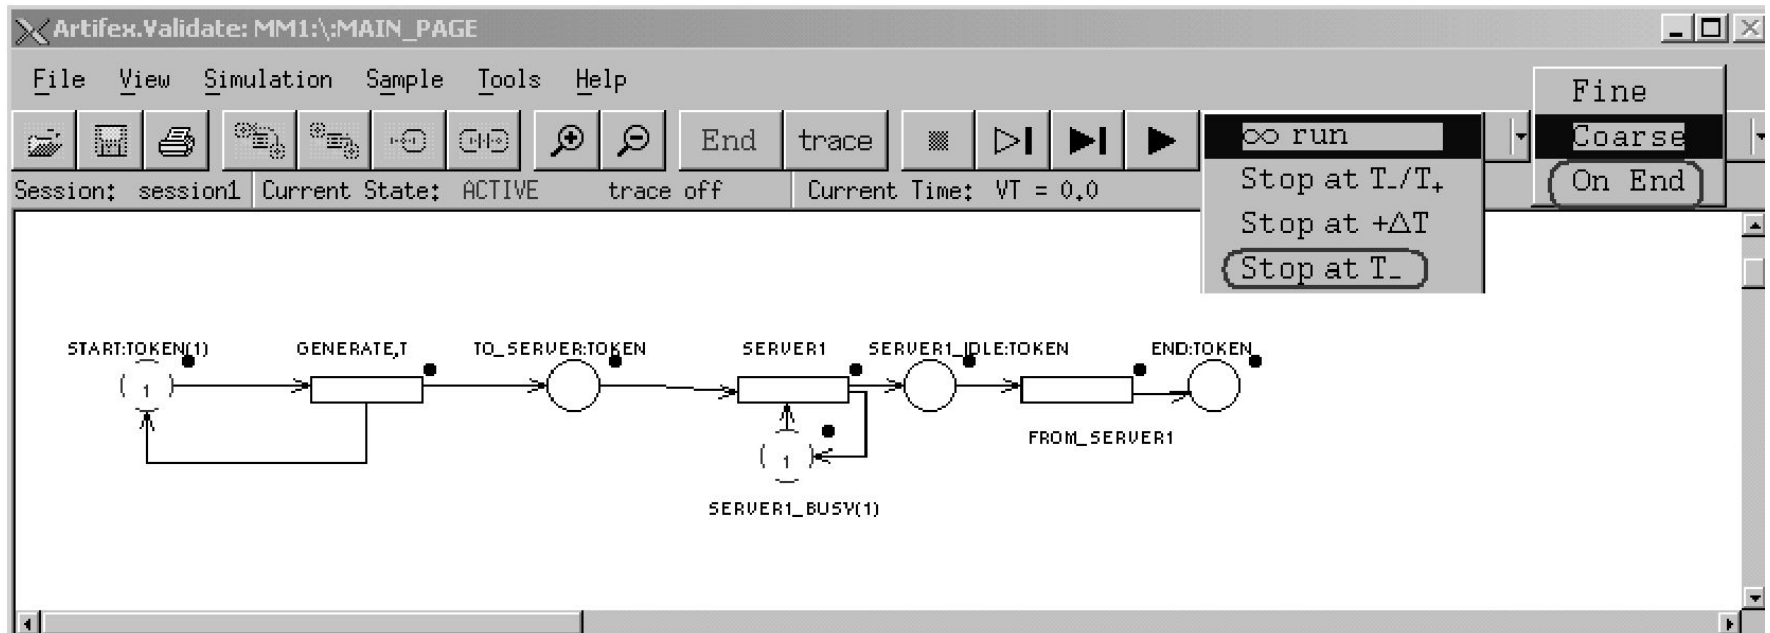 Artifex.Validate: MM1:\:MAIN_PAGE
File View Simulation Sample Tools Help
Fine
End trace ∞ run Coarse
Session: session1 Current State: ACTIVE trace off Current Time: VT = 0.0 Stop at T_/T+ On End
Stop at +ΔT
Stop at T_
START:TOKEN(1) GENERATE,T TO_SERVER:TOKEN SERVER1 SERVER1_IDLE:TOKEN END:TOKEN
1
FROM_SERVER1
1
SERVER1_BUSY(1)